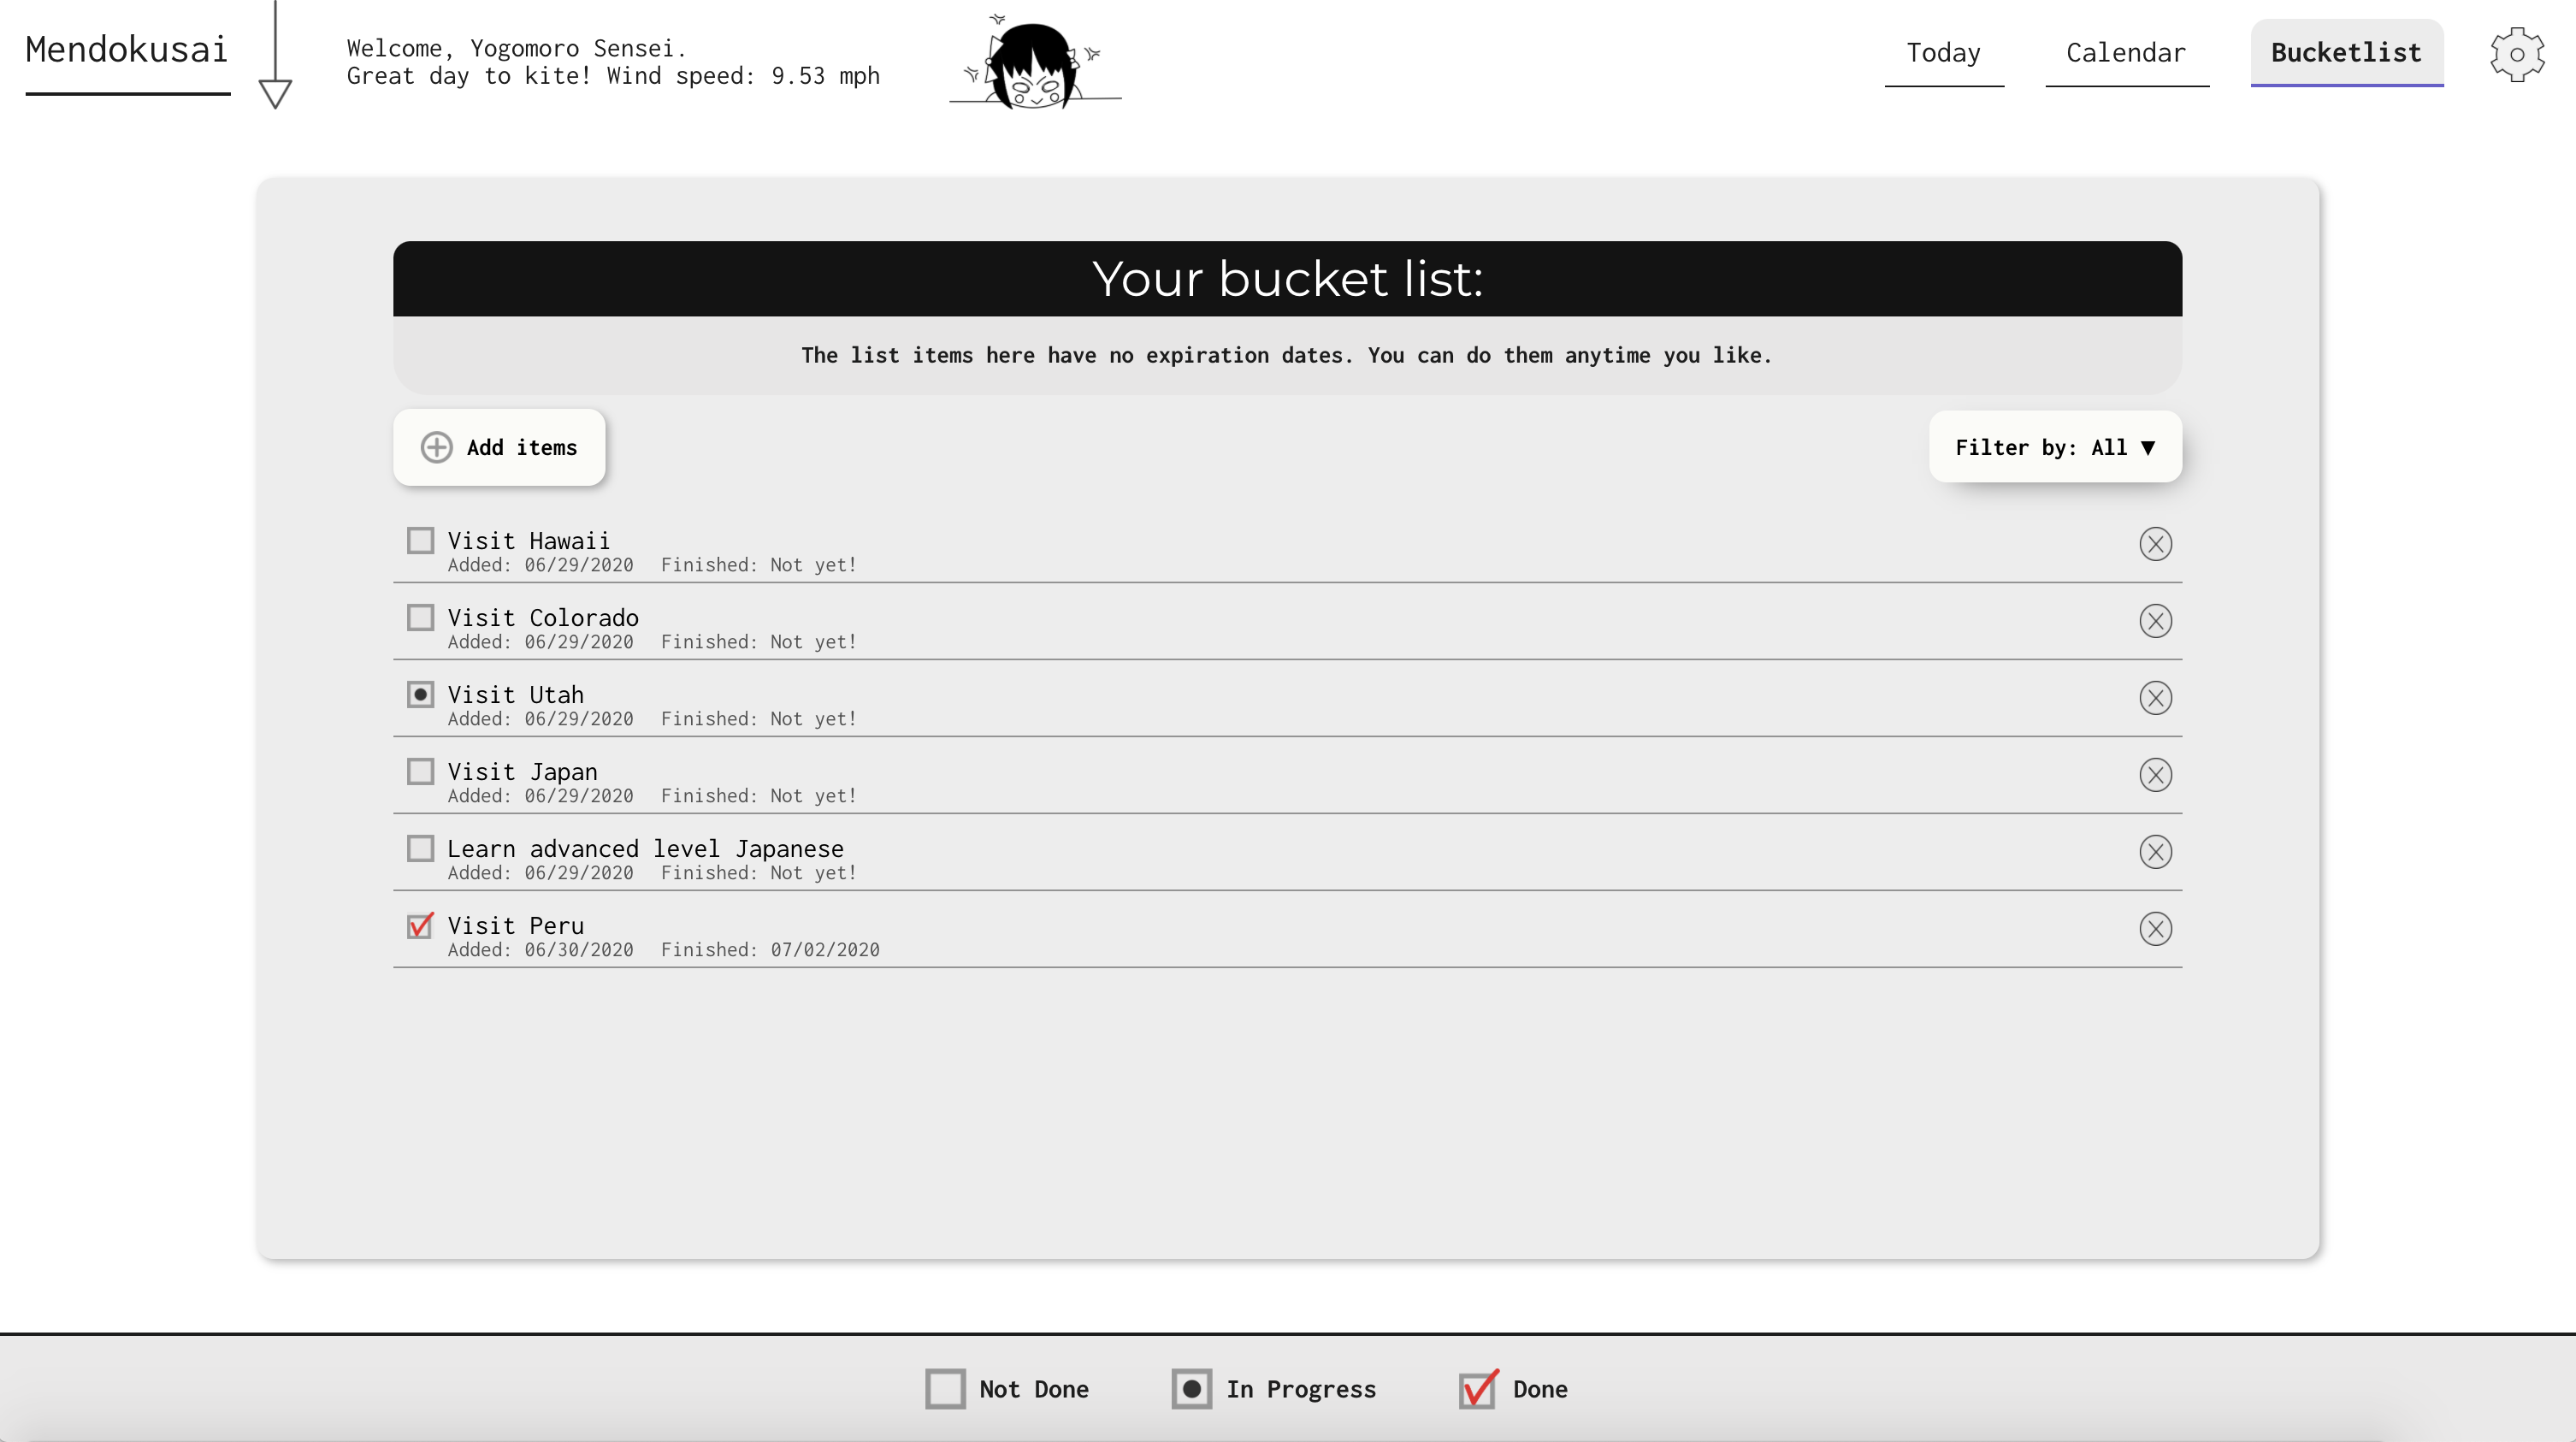 Mendokusai
Welcome, Yogomoro Sensei.
Great day to kite! Wind speed: 9.53 mph
Today
Calendar
Bucketlist
Your bucket list:
The list items here have no expiration dates. You can do them anytime you like.
Add items
Filter by: All ▼
Visit Hawaii
Added: 06/29/2020 Finished: Not yet!
Visit Colorado
Added: 06/29/2020 Finished: Not yet!
Visit Utah
Added: 06/29/2020 Finished: Not yet!
Visit Japan
Added: 06/29/2020 Finished: Not yet!
Learn advanced level Japanese
Added: 06/29/2020 Finished: Not yet!
Visit Peru
Added: 06/30/2020 Finished: 07/02/2020
Not Done
In Progress
Done